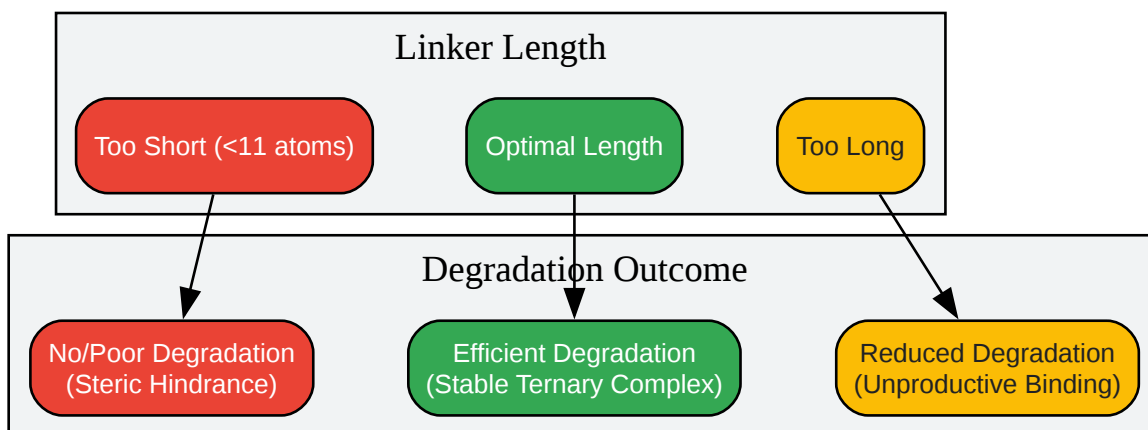 Linker Length
Too Short (<11 atoms)
Optimal Length
Too Long
Degradation Outcome
No/Poor Degradation
(Steric Hindrance)
Efficient Degradation
(Stable Ternary Complex)
Reduced Degradation
(Unproductive Binding)